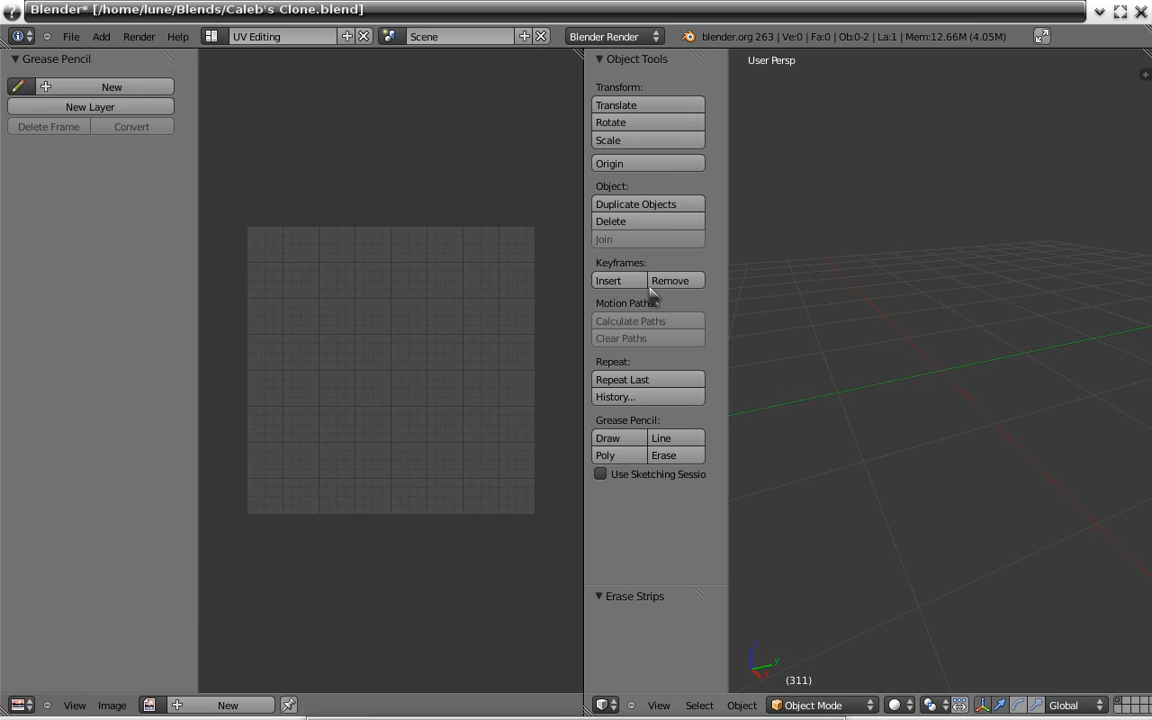 Blender* [/home/lune/Blends/Caleb's Clone.blend]
File Add Render Help UV Editing Scene Blender Render blender.org 263 | Ve:0 | Fa:0 | Ob:0-2 | La:1 | Mem:12.66M (4.05M)
Grease Pencil
New
New Layer
Delete Frame Convert
Object Tools
Transform:
Translate
Rotate
Scale
Origin
Object:
Duplicate Objects
Delete
Join
Keyframes:
Insert Remove
Motion Paths:
Calculate Paths
Clear Paths
Repeat:
Repeat Last
History...
Grease Pencil:
Draw Line
Poly Erase
Use Sketching Sessio
Erase Strips
User Persp
y
(311)
View Image New
View Select Object Object Mode Global